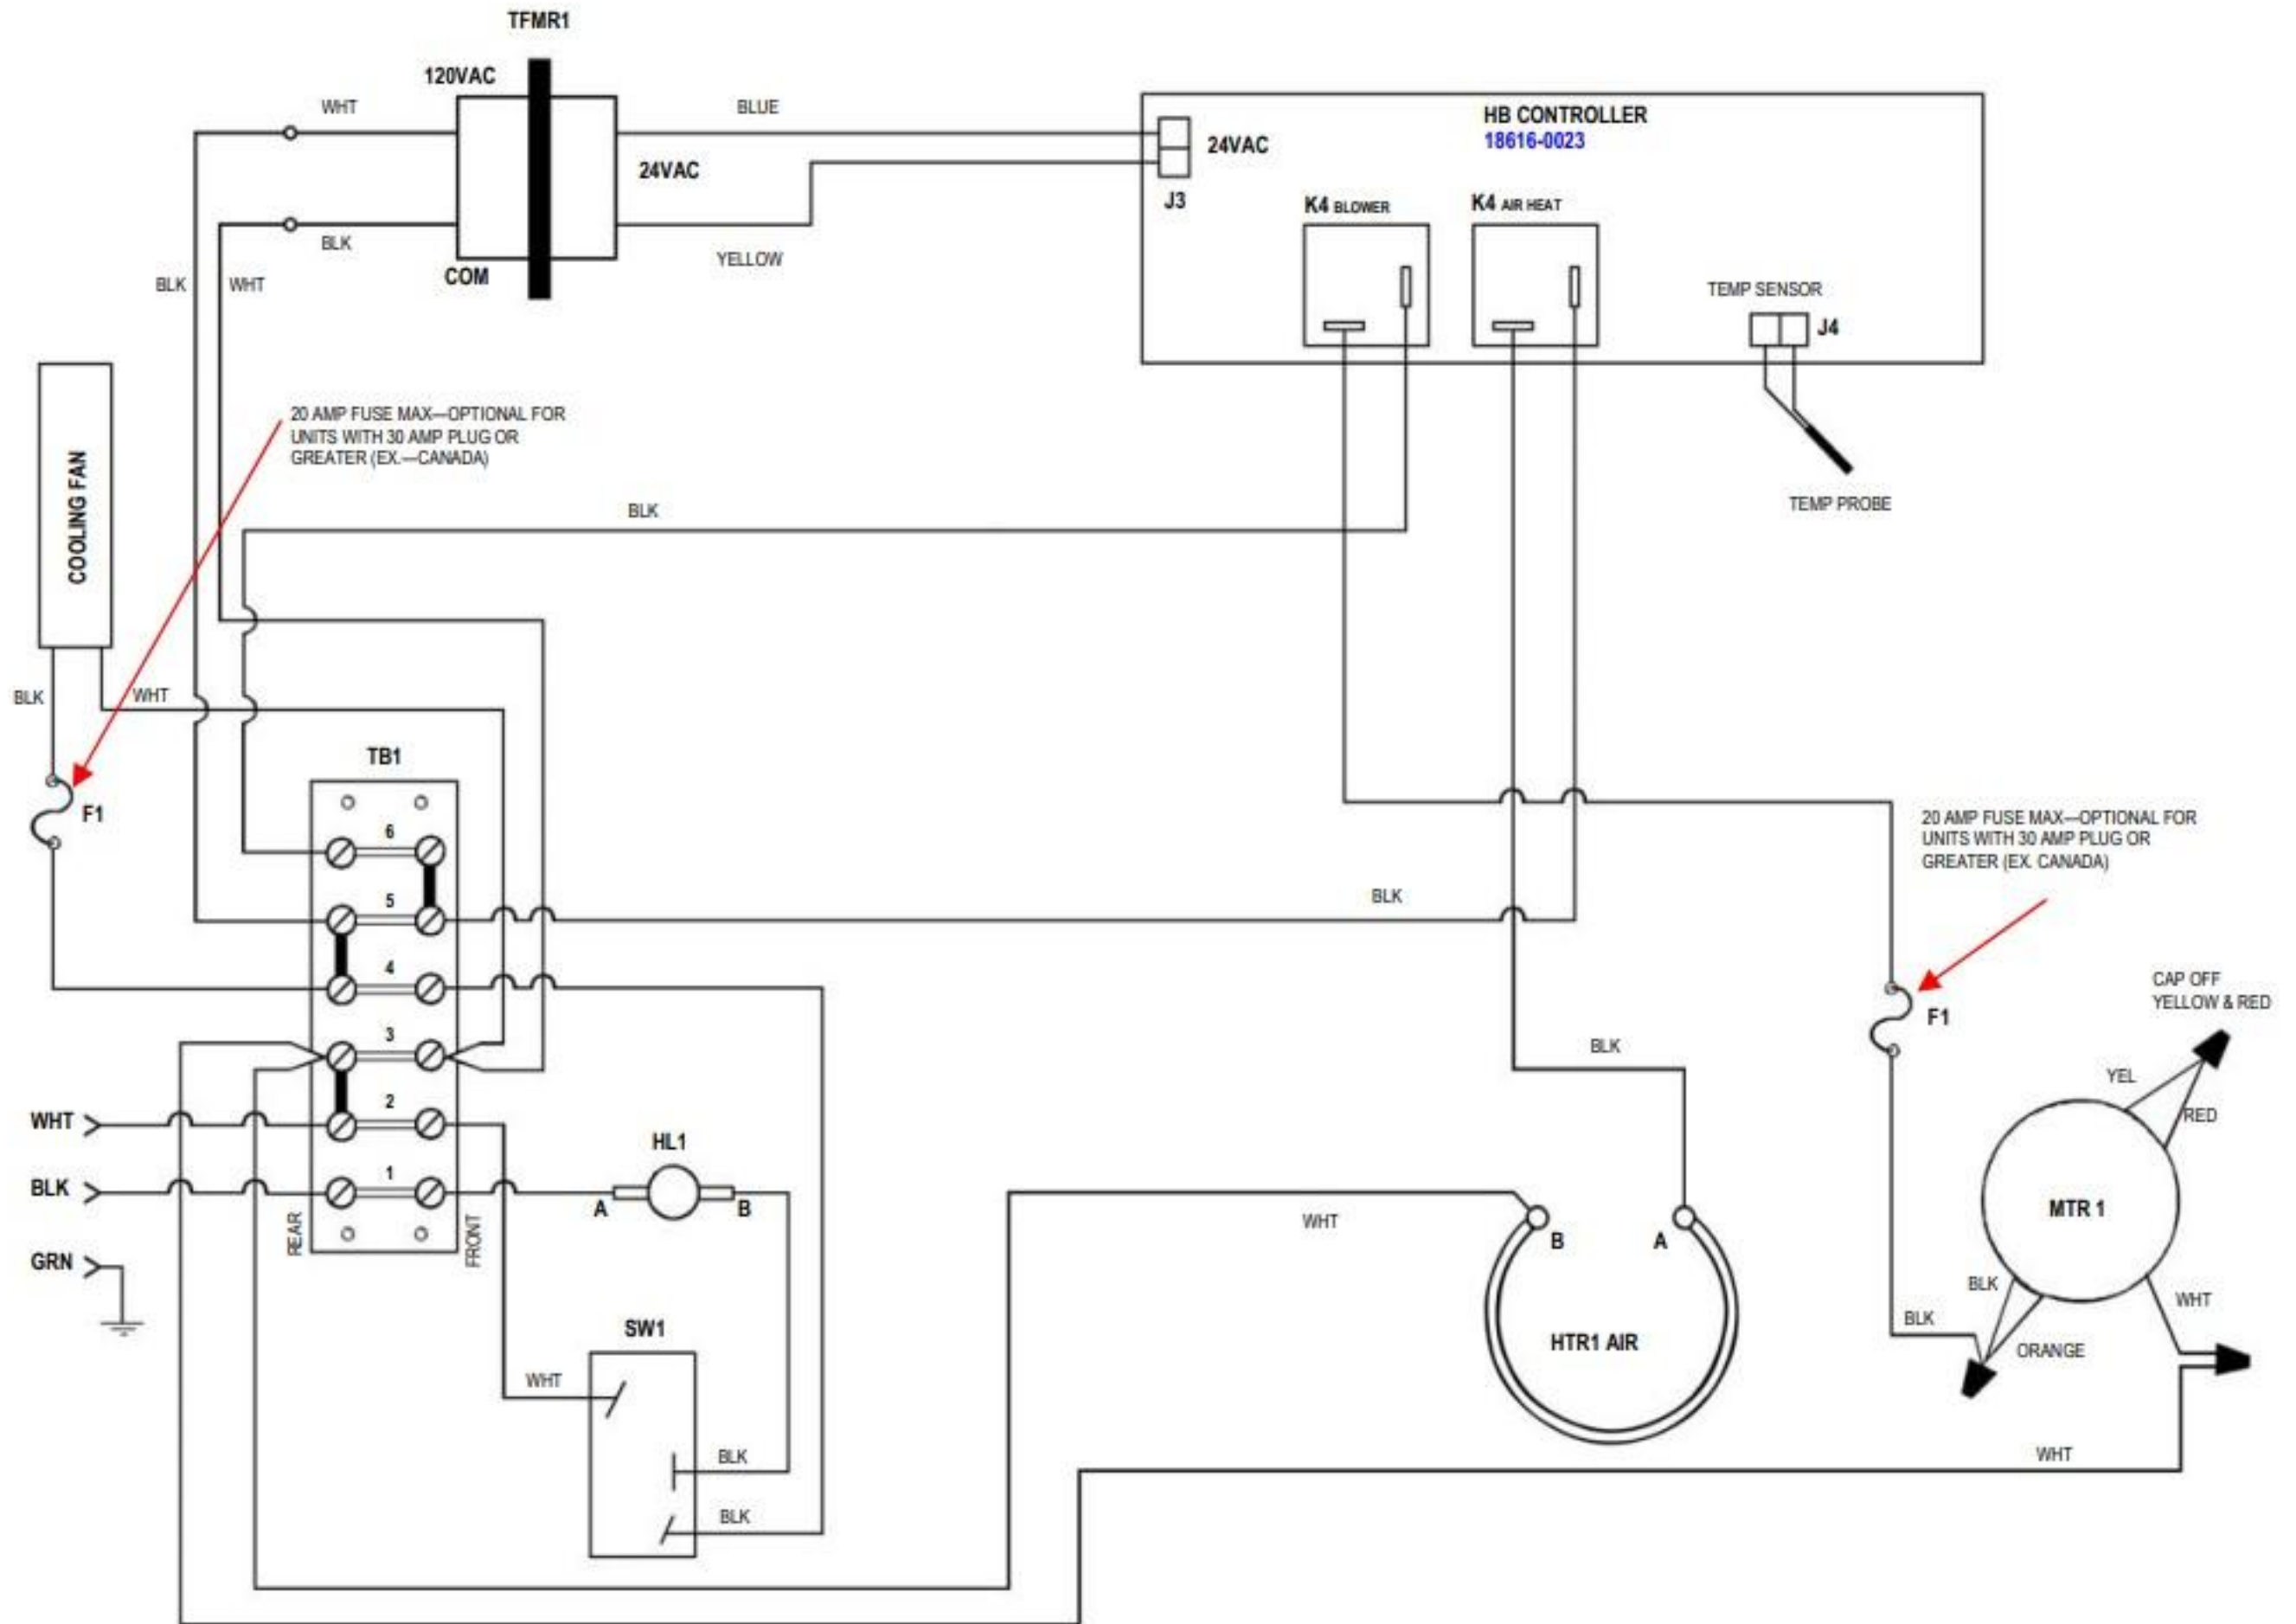 TFMR1
120VAC
WHT
BLUE
24VAC
BLK
COM
YELLOW
BLK
WHT
HB CONTROLLER
18616-0023
24VAC
J3
K4 BLOWER
K4 AIR HEAT
TEMP SENSOR
J4
TEMP PROBE
COOLING FAN
20 AMP FUSE MAX—OPTIONAL FOR
UNITS WITH 30 AMP PLUG OR
GREATER (EX.—CANADA)
BLK
BLK
WHT
F1
TB1
6
5
4
3
2
1
REAR
FRONT
BLK
20 AMP FUSE MAX—OPTIONAL FOR
UNITS WITH 30 AMP PLUG OR
GREATER (EX. CANADA)
F1
CAP OFF
YELLOW & RED
YEL
RED
MTR 1
BLK
WHT
BLK
ORANGE
BLK
WHT
BLK
GRN
HL1
A
B
SW1
WHT
BLK
BLK
WHT
B
A
HTR1 AIR
WHT